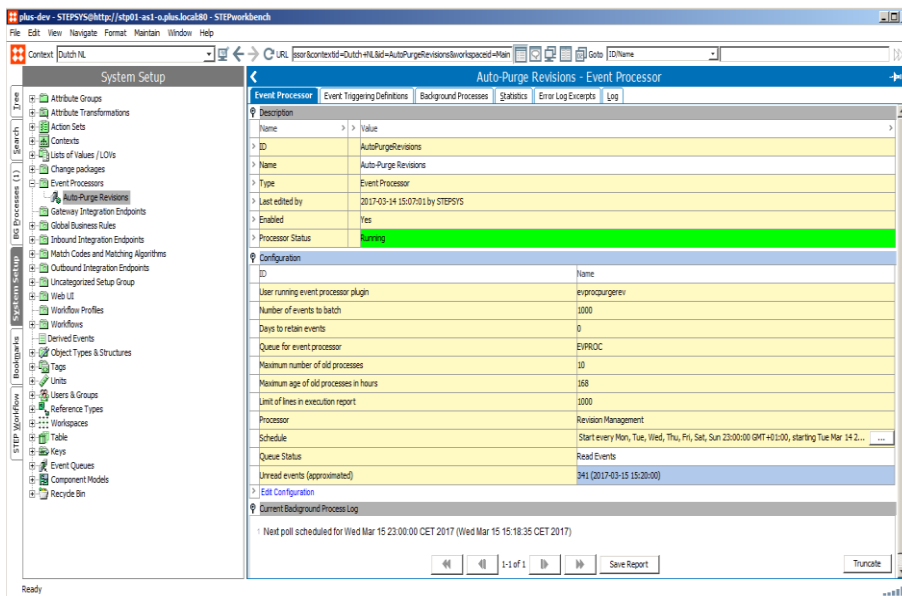 plus-dev - STEPSYS@http://stp01-as1-o.plus.local:80 - STEPworkbench
File Edit View Navigate Format Maintain Window Help
Context Dutch NL URL essor&contextid=Dutch+NL&id=AutoPurgeRevisions&workspaceid=Main Goto ID/Name
System Setup
Auto-Purge Revisions - Event Processor
Tree
Search
BG Processes (1)
System Setup
Bookmarks
STEP Workflow
Attribute Groups
Attribute Transformations
Action Sets
Contexts
Lists of Values / LOVs
Change packages
Event Processors
Auto-Purge Revisions
Gateway Integration Endpoints
Global Business Rules
Inbound Integration Endpoints
Match Codes and Matching Algorithms
Outbound Integration Endpoints
Uncategorized Setup Group
Web UI
Workflow Profiles
Workflows
Derived Events
Object Types & Structures
Tags
Units
Users & Groups
Reference Types
Workspaces
Table
Keys
Event Queues
Component Models
Recycle Bin
Event Processor Event Triggering Definitions Background Processes Statistics Error Log Excerpts Log
Description
Name > > Value >
> ID AutoPurgeRevisions
> Name Auto-Purge Revisions
> Type Event Processor
> Last edited by 2017-03-14 15:07:01 by STEPSYS
> Enabled Yes
> Processor Status Running
Configuration
ID Name
User running event processor plugin evprocpurgerev
Number of events to batch 1000
Days to retain events 0
Queue for event processor EVPROC
Maximum number of old processes 10
Maximum age of old processes in hours 168
Limit of lines in execution report 1000
Processor Revision Management
Schedule Start every Mon, Tue, Wed, Thu, Fri, Sat, Sun 23:00:00 GMT+01:00, starting Tue Mar 14 2... ...
Queue Status Read Events
Unread events (approximated) 341 (2017-03-15 15:20:00)
> Edit Configuration
Current Background Process Log
Next poll scheduled for Wed Mar 15 23:00:00 CET 2017 (Wed Mar 15 15:18:35 CET 2017)
1-1 of 1 Save Report Truncate
Ready